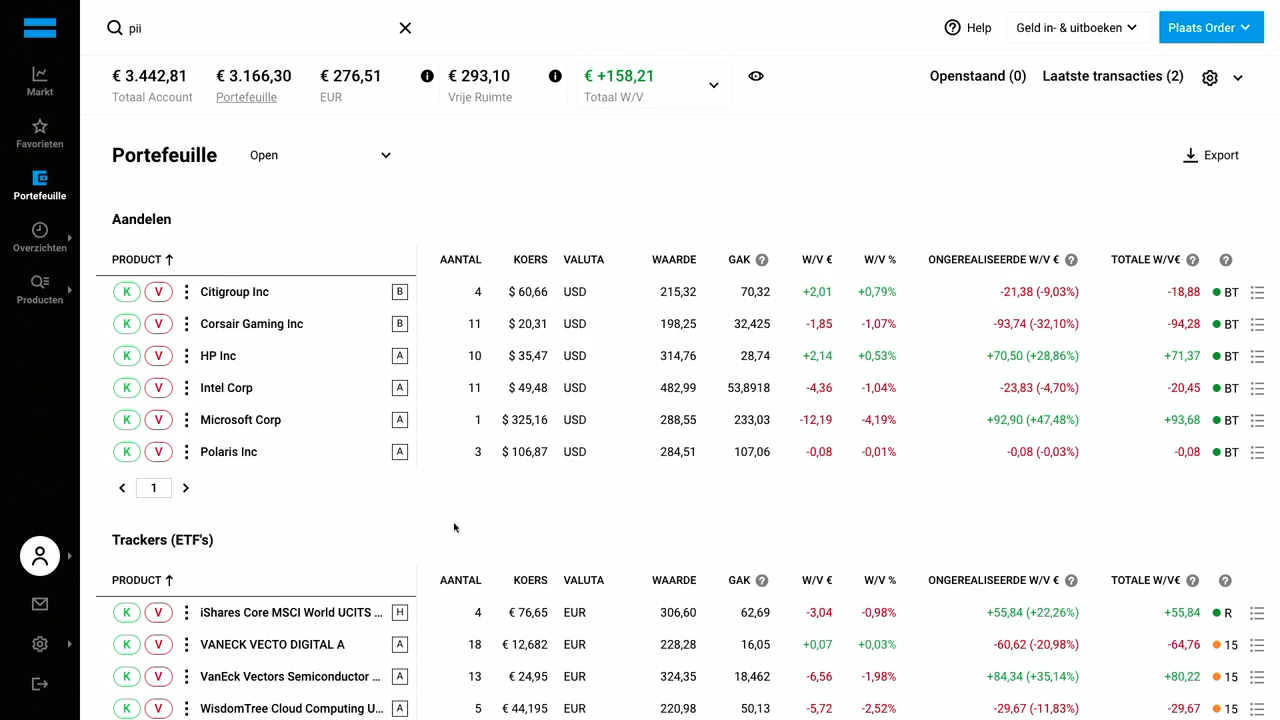 pii
Help
Geld in- & uitboeken
Plaats Order
€ 3.442,81 € 3.166,30 € 276,51 € 293,10 € +158,21
Totaal Account Portefeuille EUR Vrije Ruimte Totaal W/V
Openstaand (0) Laatste transacties (2)
Markt
Favorieten
Portefeuille
Overzichten
Producten
Portefeuille Open Export
Aandelen
PRODUCT AANTAL KOERS VALUTA WAARDE GAK W/V € W/V % ONGEREALISEERDE W/V € TOTALE W/V€
K V Citigroup Inc B 4 $ 60,66 USD 215,32 70,32 +2,01 +0,79% -21,38 (-9,03%) -18,88 BT
K V Corsair Gaming Inc B 11 $ 20,31 USD 198,25 32,425 -1,85 -1,07% -93,74 (-32,10%) -94,28 BT
K V HP Inc A 10 $ 35,47 USD 314,76 28,74 +2,14 +0,53% +70,50 (+28,86%) +71,37 BT
K V Intel Corp A 11 $ 49,48 USD 482,99 53,8918 -4,36 -1,04% -23,83 (-4,70%) -20,45 BT
K V Microsoft Corp A 1 $ 325,16 USD 288,55 233,03 -12,19 -4,19% +92,90 (+47,48%) +93,68 BT
K V Polaris Inc A 3 $ 106,87 USD 284,51 107,06 -0,08 -0,01% -0,08 (-0,03%) -0,08 BT
1
Trackers (ETF's)
PRODUCT AANTAL KOERS VALUTA WAARDE GAK W/V € W/V % ONGEREALISEERDE W/V € TOTALE W/V€
K V iShares Core MSCI World UCITS ... H 4 € 76,65 EUR 306,60 62,69 -3,04 -0,98% +55,84 (+22,26%) +55,84 R
K V VANECK VECTO DIGITAL A A 18 € 12,682 EUR 228,28 16,05 +0,07 +0,03% -60,62 (-20,98%) -64,76 15
K V VanEck Vectors Semiconductor ... A 13 € 24,95 EUR 324,35 18,462 -6,56 -1,98% +84,34 (+35,14%) +80,22 15
K V WisdomTree Cloud Computing U... A 5 € 44,195 EUR 220,98 50,13 -5,72 -2,52% -29,67 (-11,83%) -29,67 15